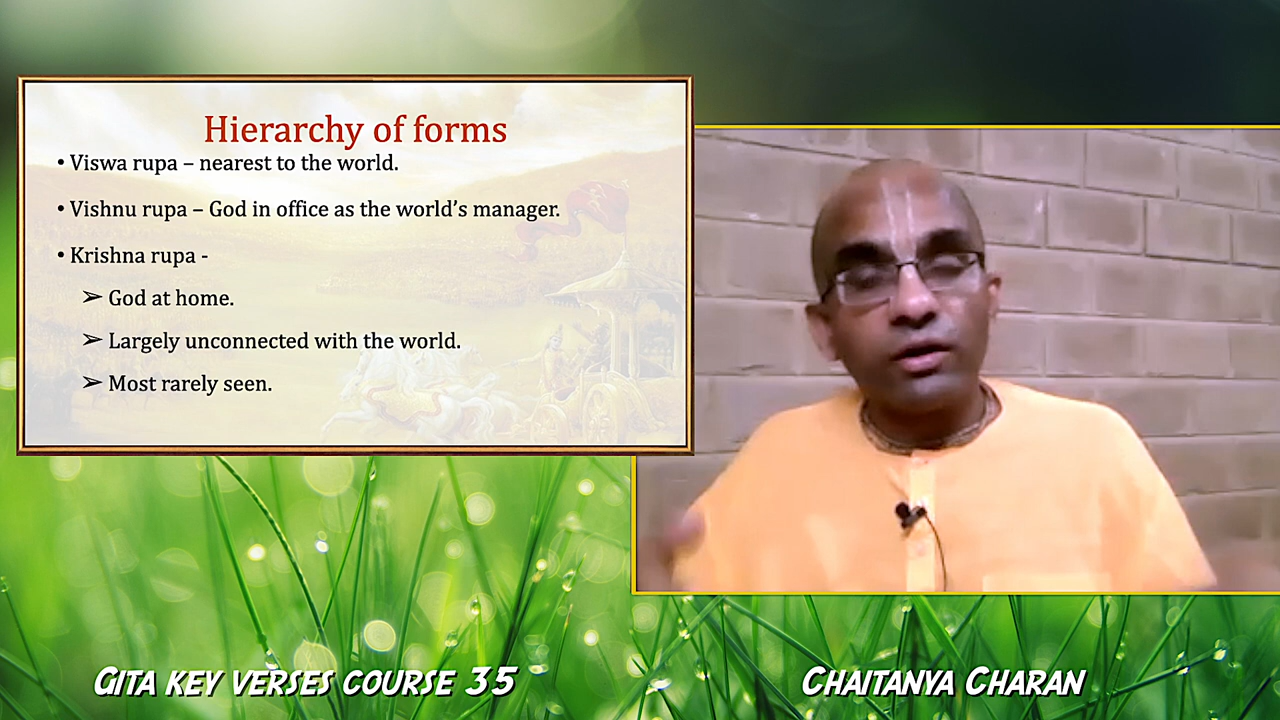 Hierarchy of forms
• Viswa rupa – nearest to the world.
• Vishnu rupa – God in office as the world’s manager.
• Krishna rupa -
➢ God at home.
➢ Largely unconnected with the world.
➢ Most rarely seen.
Gita key verses course 35
Chaitanya Charan